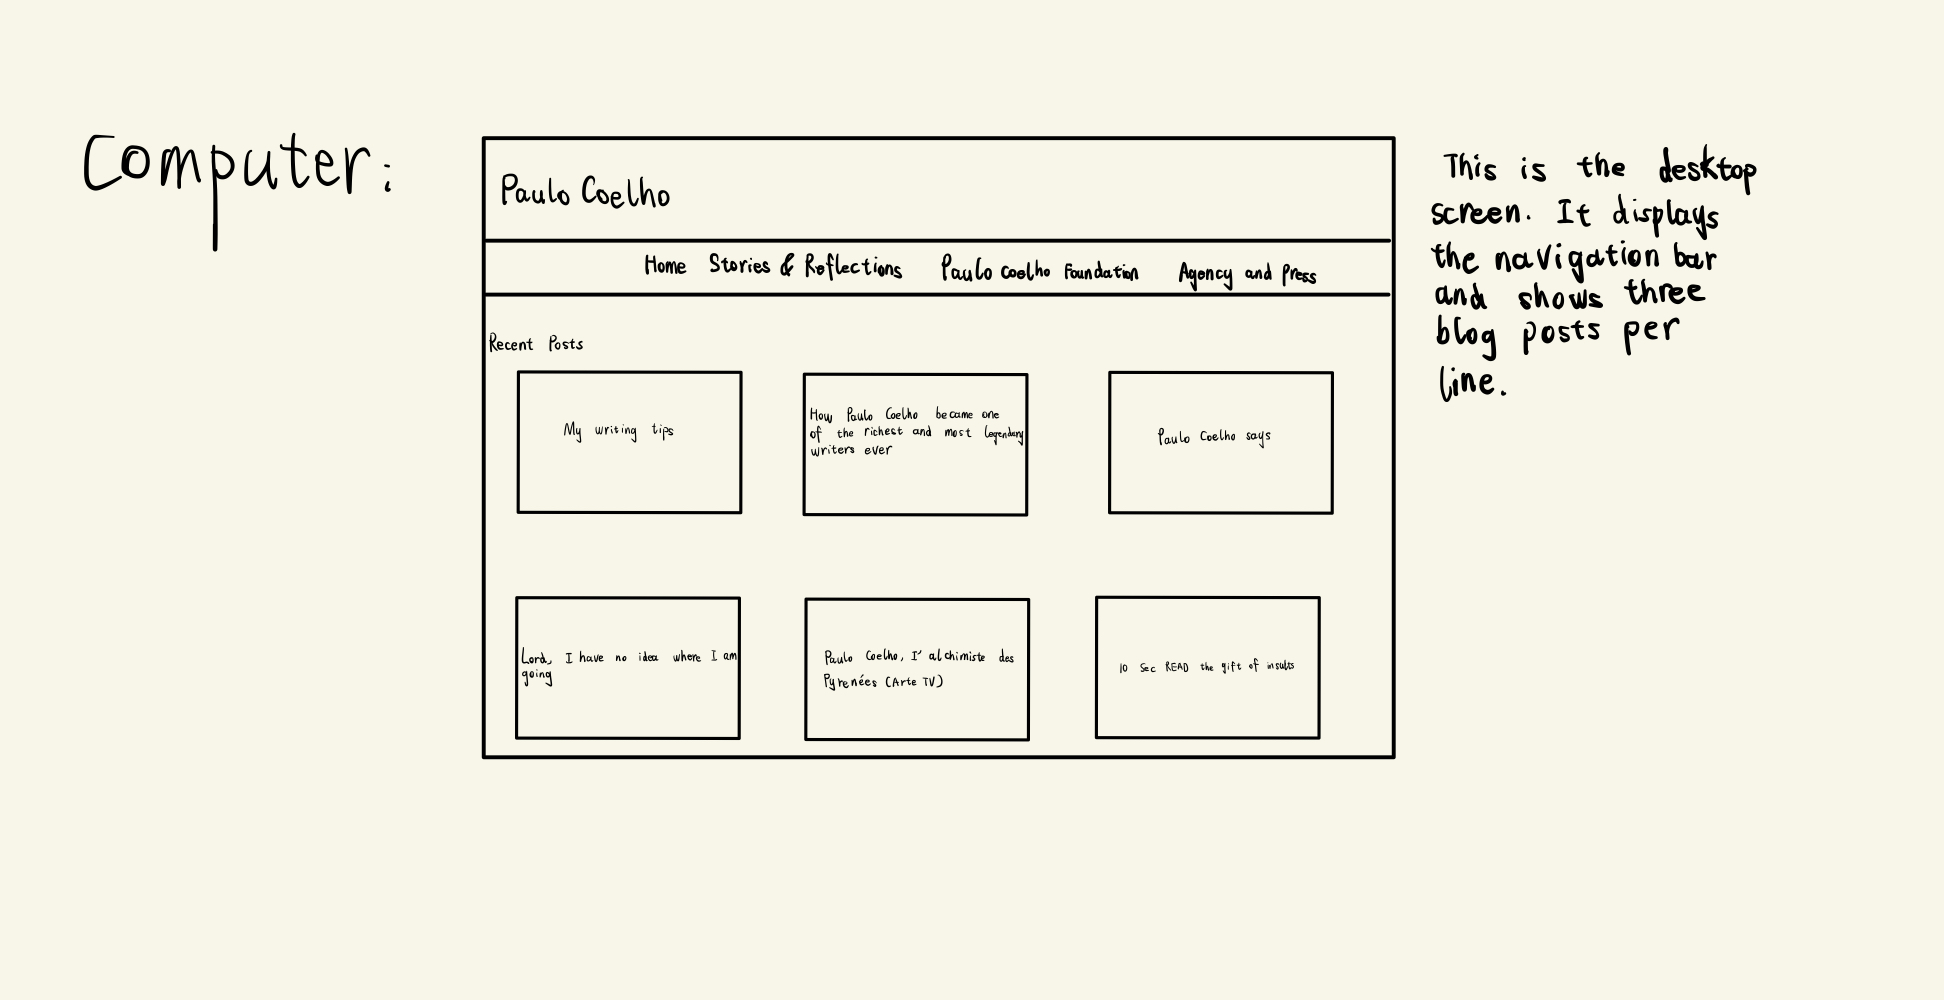 Computer:
Paulo Coelho
Home Stories & Reflections Paulo Coelho Foundation Agency and Press
Recent Posts
My writing tips
How Paulo Coelho became one
of the richest and most legendary
writers ever
Paulo Coelho says
Lord, I have no idea where I am
going
Paulo Coelho, I' alchimiste des
Pyrenées (Arte TV)
10 Sec READ the gift of insults
This is the desktop
screen. It displays
the navigation bar
and shows three
blog posts per
line.